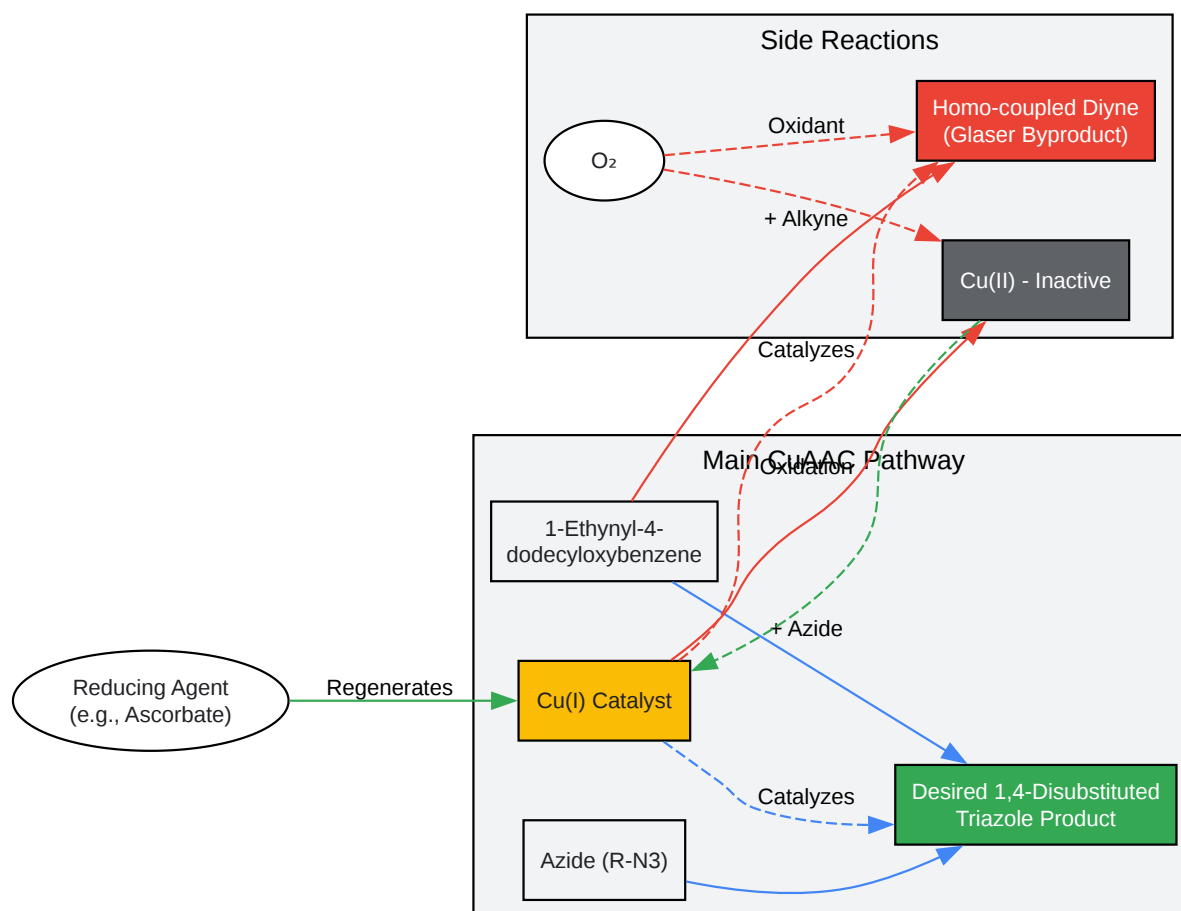 Side Reactions
Homo-coupled Diyne
(Glaser Byproduct)
Oxidant
O₂
+ Alkyne
Cu(II) - Inactive
Catalyzes
Main CuAAC Pathway
Oxidation
1-Ethynyl-4-
dodecyloxybenzene
+ Azide
Reducing Agent
(e.g., Ascorbate)
Regenerates
Cu(I) Catalyst
Catalyzes
Desired 1,4-Disubstituted
Triazole Product
Azide (R-N3)